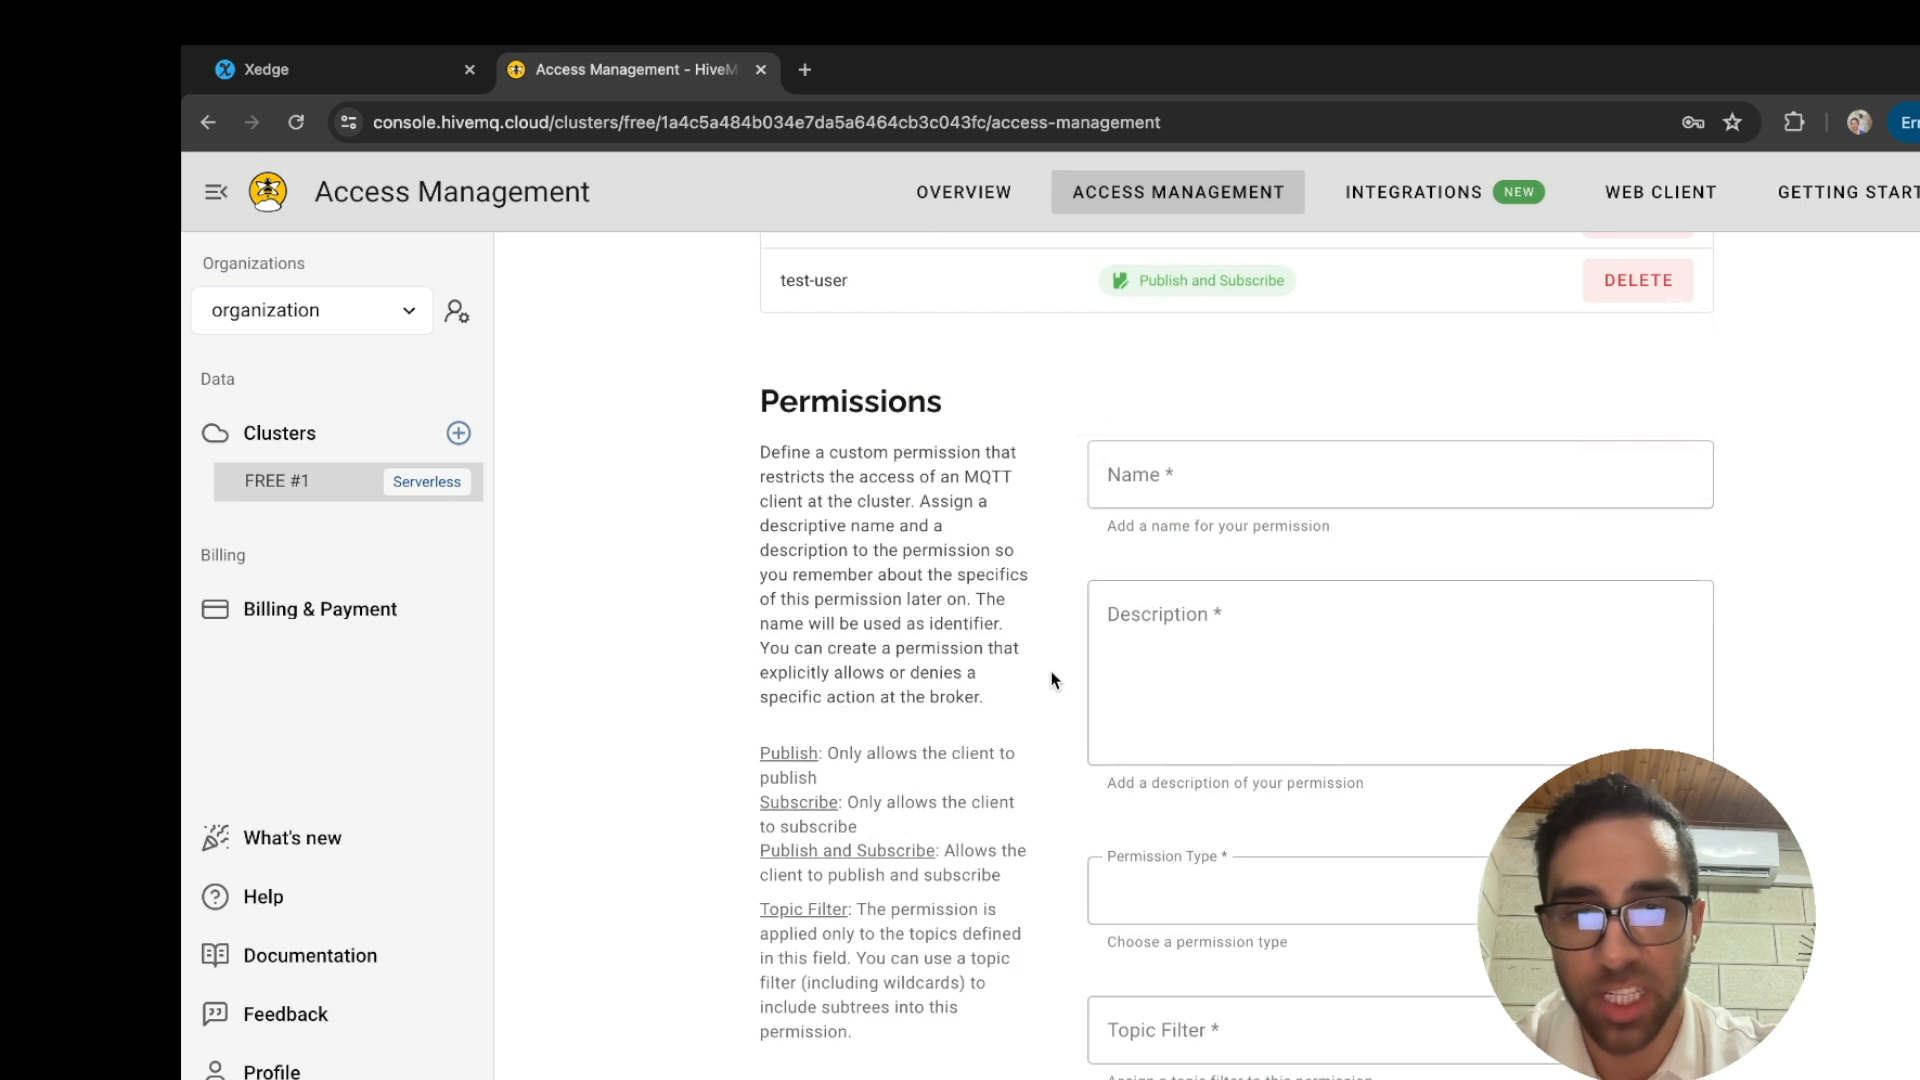 Xedge
Access Management - HiveM
console.hivemq.cloud/clusters/free/1a4c5a484b034e7da5a6464cb3c043fc/access-management
Err
Access Management
OVERVIEW
ACCESS MANAGEMENT
INTEGRATIONS NEW
WEB CLIENT
GETTING START
Organizations
organization
Data
Clusters
FREE #1 Serverless
Billing
Billing & Payment
What's new
Help
Documentation
Feedback
Profile
test-user Publish and Subscribe DELETE
Permissions
Define a custom permission that
restricts the access of an MQTT
client at the cluster. Assign a
descriptive name and a
description to the permission so
you remember about the specifics
of this permission later on. The
name will be used as identifier.
You can create a permission that
explicitly allows or denies a
specific action at the broker.
Publish: Only allows the client to
publish
Subscribe: Only allows the client
to subscribe
Publish and Subscribe: Allows the
client to publish and subscribe
Topic Filter: The permission is
applied only to the topics defined
in this field. You can use a topic
filter (including wildcards) to
include subtrees into this
permission.
Name *
Add a name for your permission
Description *
Add a description of your permission
Permission Type *
Choose a permission type
Topic Filter *
Assign a topic filter to this permission